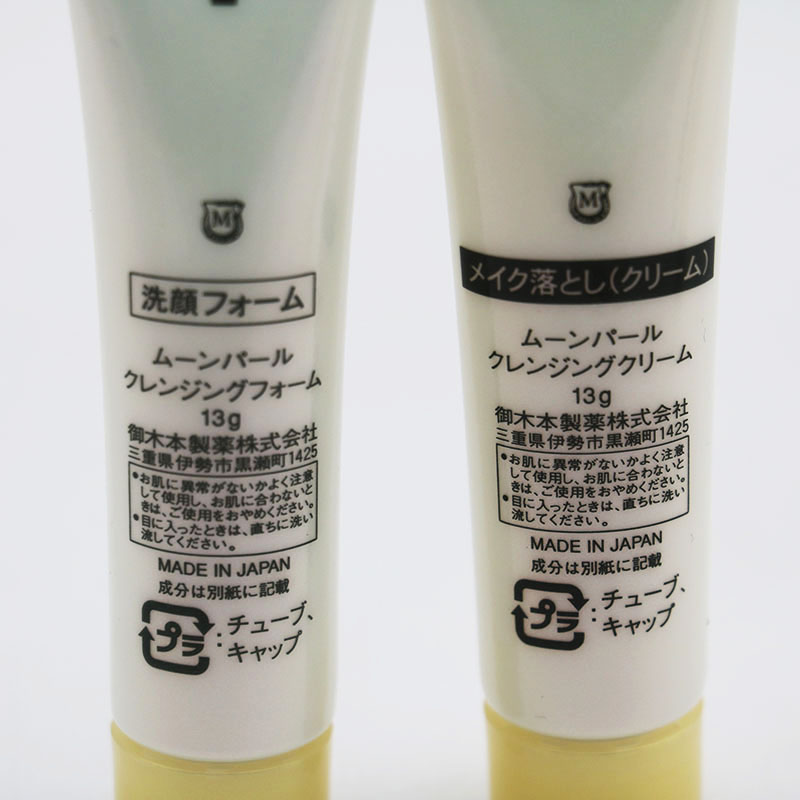 M
洗顔フォーム
ムーンパール
クレンジングフォーム
13g
御木本製薬株式会社
三重県伊勢市黒瀬町1425
•お肌に異常がないかよく注意
して使用し、お肌に合わないと
きは、ご使用をおやめください。
•目に入ったときは、直ちに洗い
流してください。
MADE IN JAPAN
成分は別紙に記載
プラ:チューブ、
キャップ
M
メイク落とし(クリーム)
ムーンパール
クレンジングクリーム
13g
御木本製薬株式会社
三重県伊勢市黒瀬町1425
•お肌に異常がないかよく注意
して使用し、お肌に合わないと
きは、ご使用をおやめください。
•目に入ったときは、直ちに洗い
流してください。
MADE IN JAPAN
成分は別紙に記載
プラ:チューブ、
キャップ